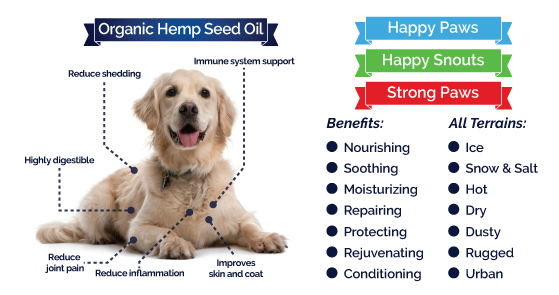 Organic Hemp Seed Oil
Immune system support
Reduce shedding
Highly digestible
Reduce
joint pain
Reduce inflammation
Improves
skin and coat
Happy Paws
Happy Snouts
Strong Paws
Benefits:
Nourishing
Soothing
Moisturizing
Repairing
Protecting
Rejuvenating
Conditioning
All Terrains:
Ice
Snow & Salt
Hot
Dry
Dusty
Rugged
Urban